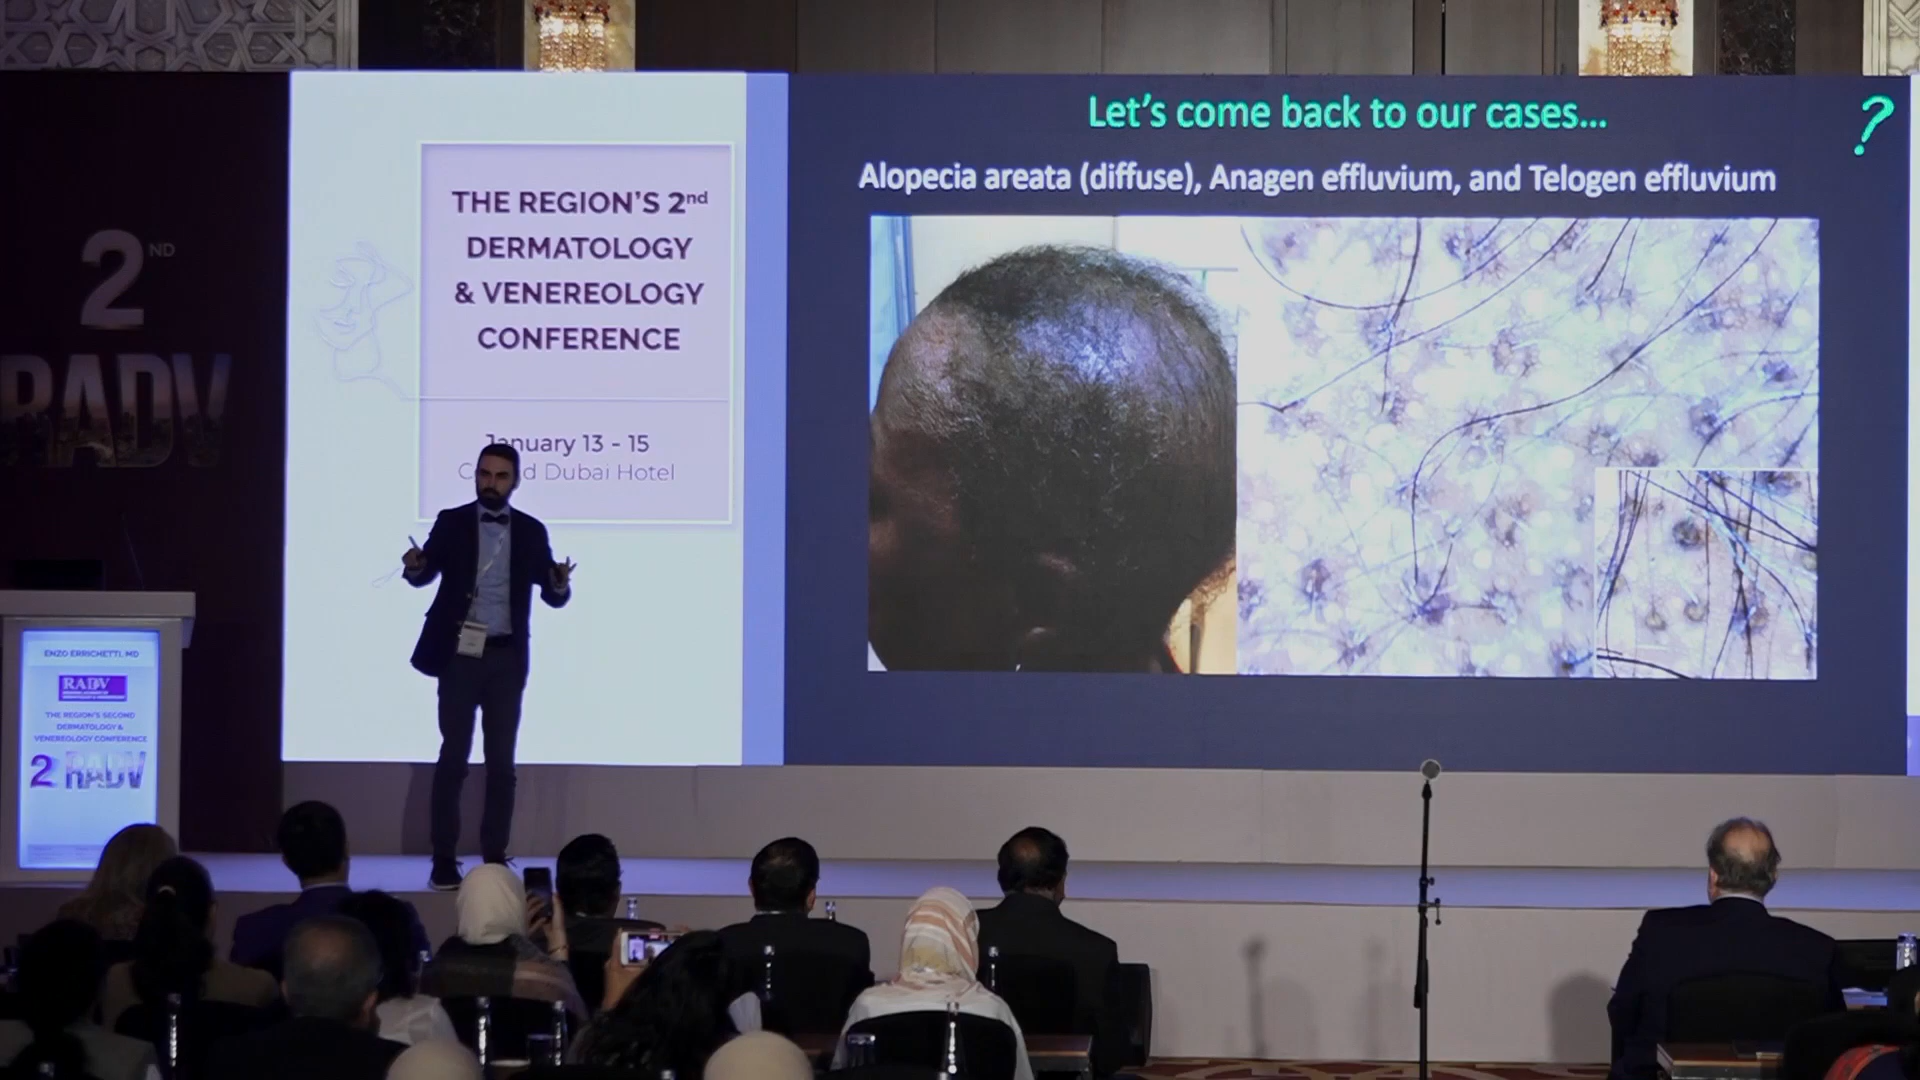 2ND
RADV
THE REGION'S 2nd
DERMATOLOGY
& VENEREOLOGY
CONFERENCE
January 13 - 15
Dubai Hotel
Let's come back to our cases...
?
Alopecia areata (diffuse), Anagen effluvium, and Telogen effluvium
ENZO ERRICHETTI, MD
RADV
THE REGION'S SECOND
DERMATOLOGY &
VENEREOLOGY CONFERENCE
2 RADV